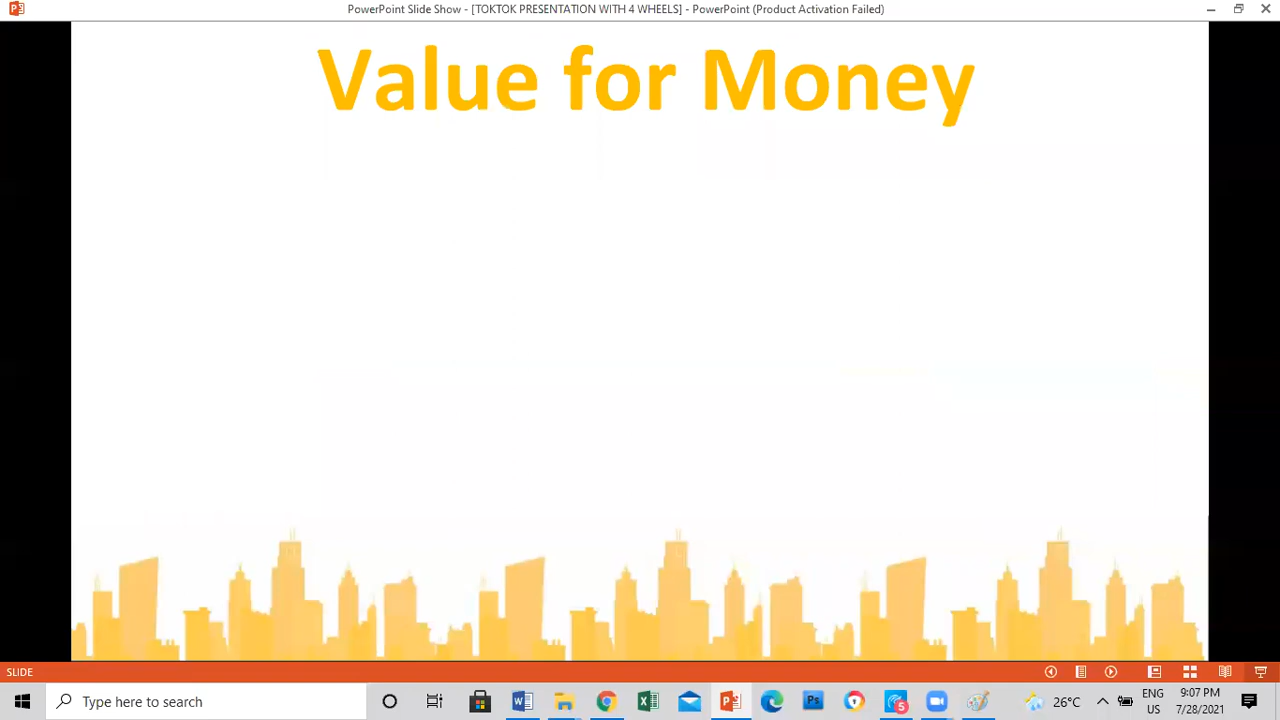 PowerPoint Slide Show - [TOKTOK PRESENTATION WITH 4 WHEELS] - PowerPoint (Product Activation Failed)
Value for Money
SLIDE
Type here to search
5
26°C
ENG
US
9:07 PM
7/28/2021